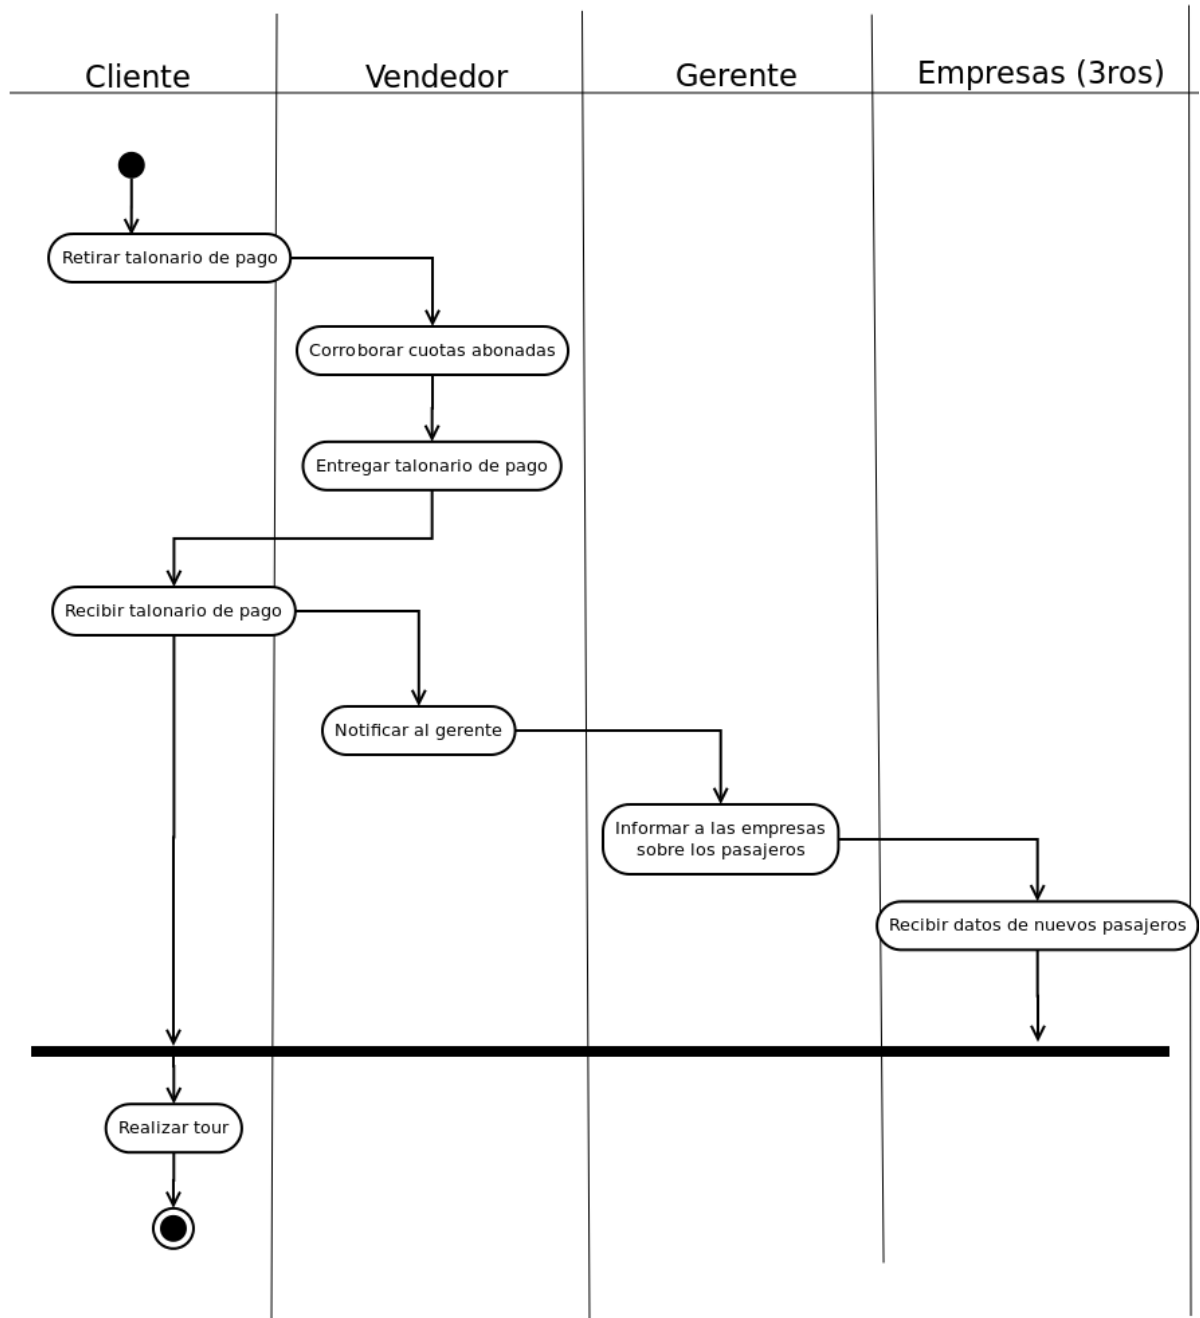 Cliente
Vendedor
Gerente
Empresas (3ros)
Retirar talonario de pago
Corroborar cuotas abonadas
Entregar talonario de pago
Recibir talonario de pago
Notificar al gerente
Informar a las empresas
sobre los pasajeros
Recibir datos de nuevos pasajeros
Realizar tour